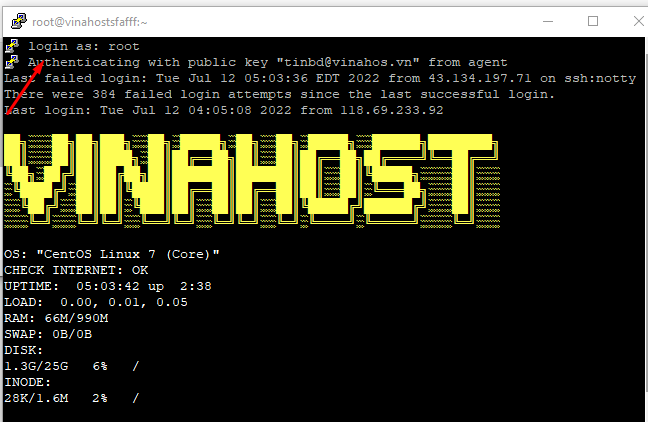 root@vinahostsfafff:~
login as: root
Authenticating with public key "tinbd@vinahos.vn" from agent
Last failed login: Tue Jul 12 05:03:36 EDT 2022 from 43.134.197.71 on ssh:notty
There were 384 failed login attempts since the last successful login.
Last login: Tue Jul 12 04:05:08 2022 from 118.69.233.92
VINAHOST
OS: "CentOS Linux 7 (Core)"
CHECK INTERNET: OK
UPTIME:  05:03:42 up  2:38
LOAD:  0.00, 0.01, 0.05
RAM: 66M/990M
SWAP: 0B/0B
DISK:
1.3G/25G   6%   /
INODE:
28K/1.6M   2%   /